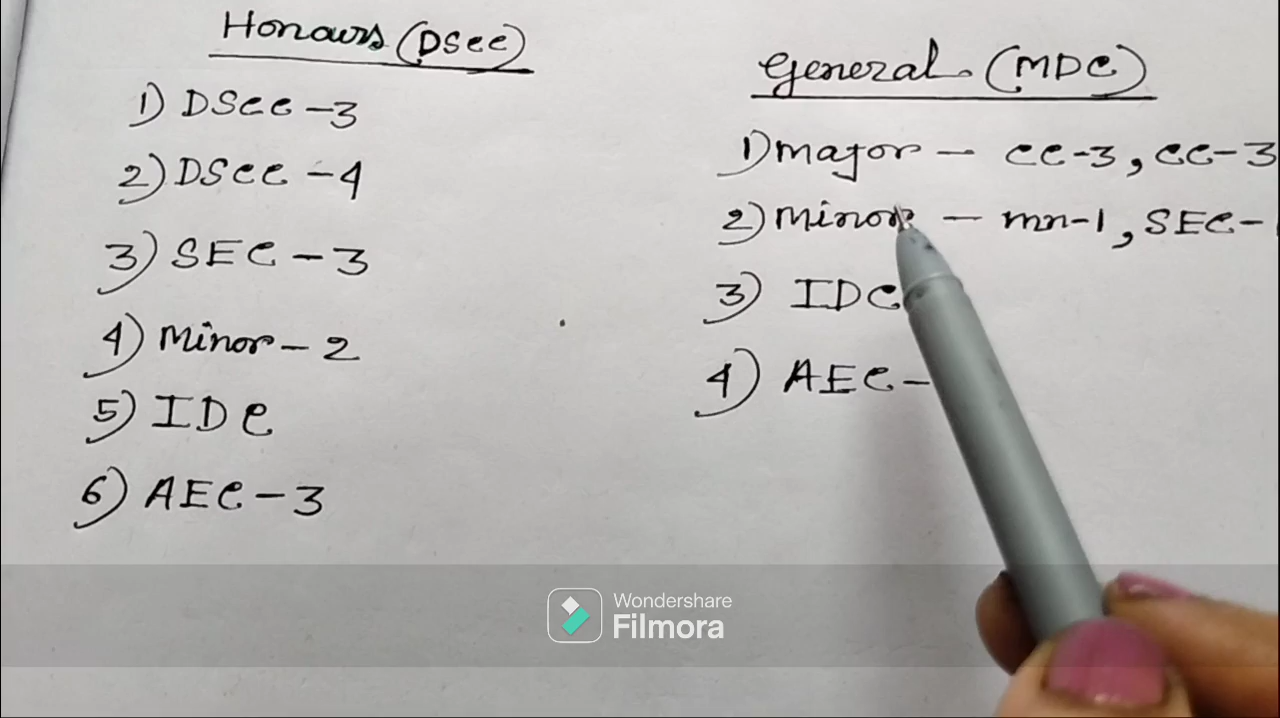 Honours (DSCC)
1) DSCC - 3
2) DSCC - 4
3) SEC - 3
4) Minor - 2
5) IDC
6) AEC - 3
General (MDC)
1) Major - CC-3, CC-3
2) Minor - mn-1, SEC-
3) IDC
4) AEC -
Wondershare
Filmora